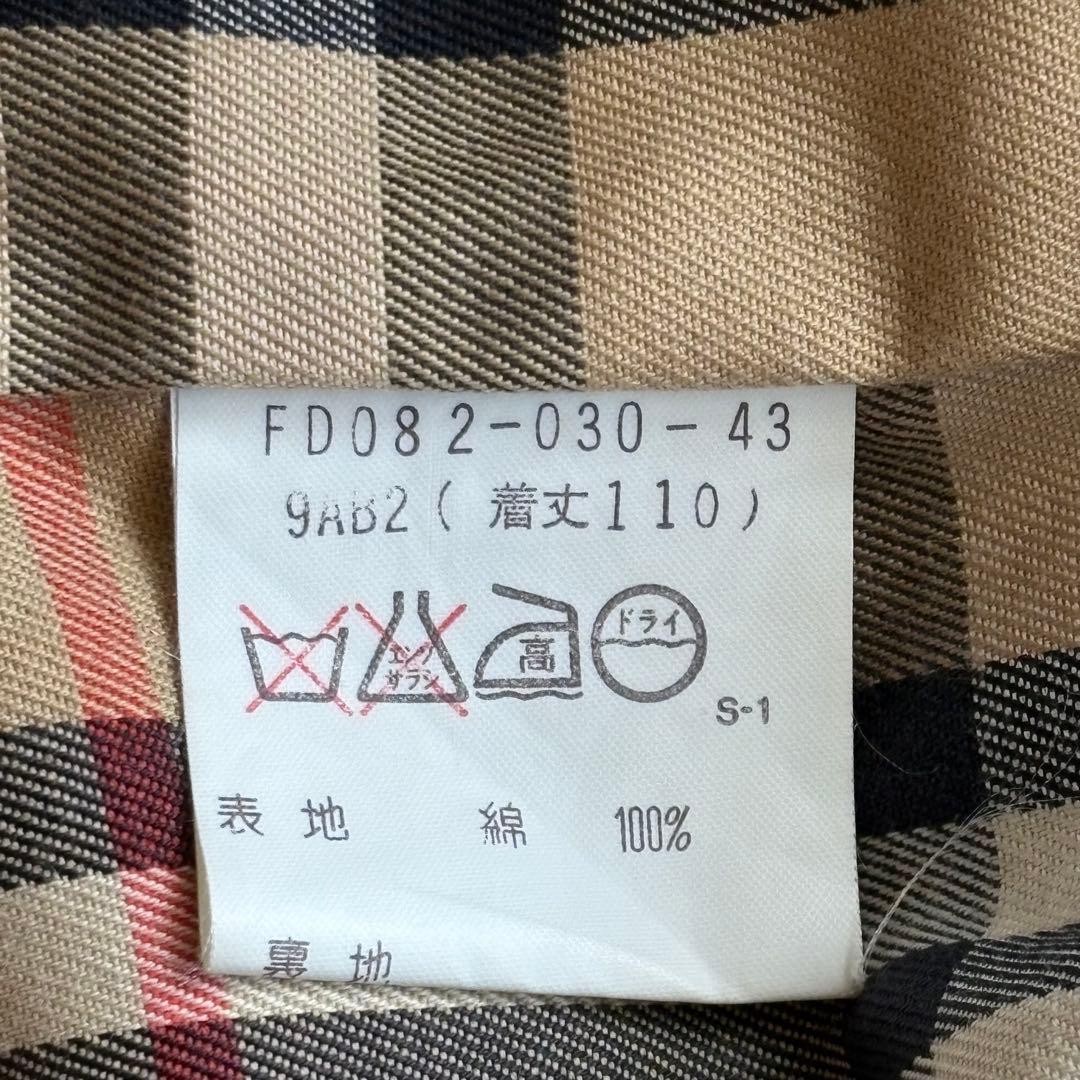 FD082-030-43
9AB2(着丈110)
エンソ
サラシ
高
ドライ
S-1
表地 綿 100%
裏地